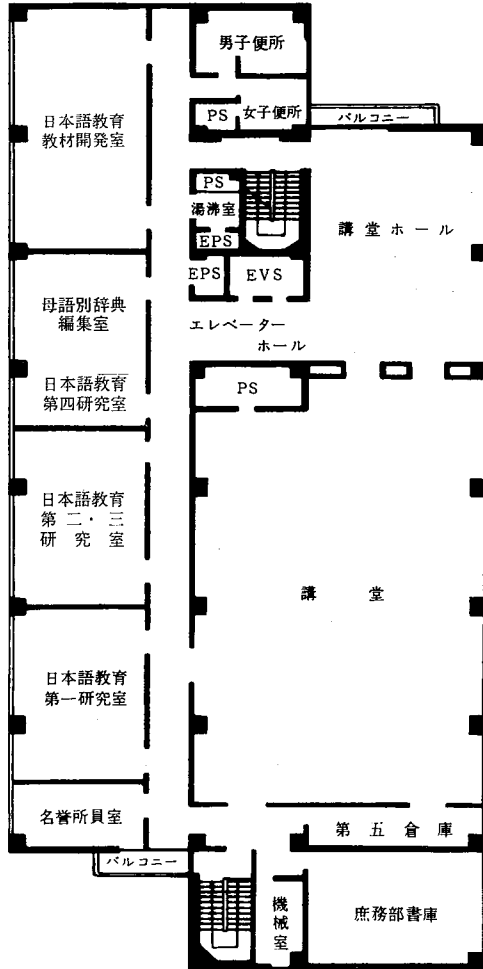 男子便所
PS
女子便所
日本語教育
教材開発室
バルコニー
PS
湯沸室
EPS
講堂ホール
EPS
EVS
母語別辞典
編集室
エレベーター
ホール
日本語教育
第四研究室
PS
日本語教育
第二・三
研究室
講堂
日本語教育
第一研究室
名誉所員室
第五倉庫
バルコニー
機械室
庶務部書庫